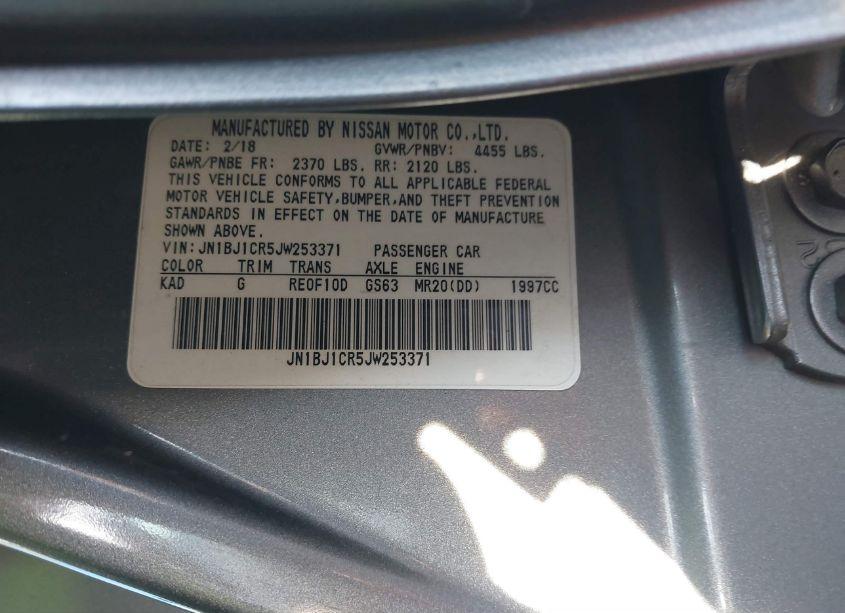 MANUFACTURED BY NISSAN MOTOR CO.,LTD.
DATE: 2/18 GVWR/PNBV: 4455 LBS.
GAWR/PNBE FR: 2370 LBS. RR: 2120 LBS.
THIS VEHICLE CONFORMS TO ALL APPLICABLE FEDERAL
MOTOR VEHICLE SAFETY,BUMPER,AND THEFT PREVENTION
STANDARDS IN EFFECT ON THE DATE OF MANUFACTURE
SHOWN ABOVE.
VIN:JN1BJ1CR5JW253371 PASSENGER CAR
COLOR TRIM TRANS AXLE ENGINE
KAD G RE0F10D GS63 MR20(DD) 1997CC
JN1BJ1CR5JW253371